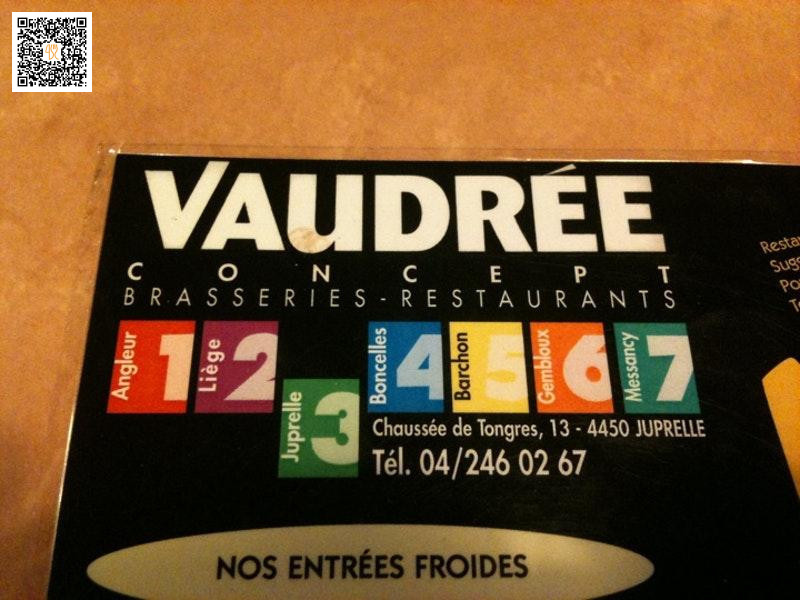 VAUDRÉE
CONCEPT
BRASSERIES-RESTAURANTS
Angleur 1
Liège 2
Juprelle 3
Boncelles 4
Barchon 5
Gembloux 6
Messancy 7
Chaussée de Tongres, 13 - 4450 JUPRELLE
Tél. 04/246 02 67
NOS ENTRÉES FROIDES